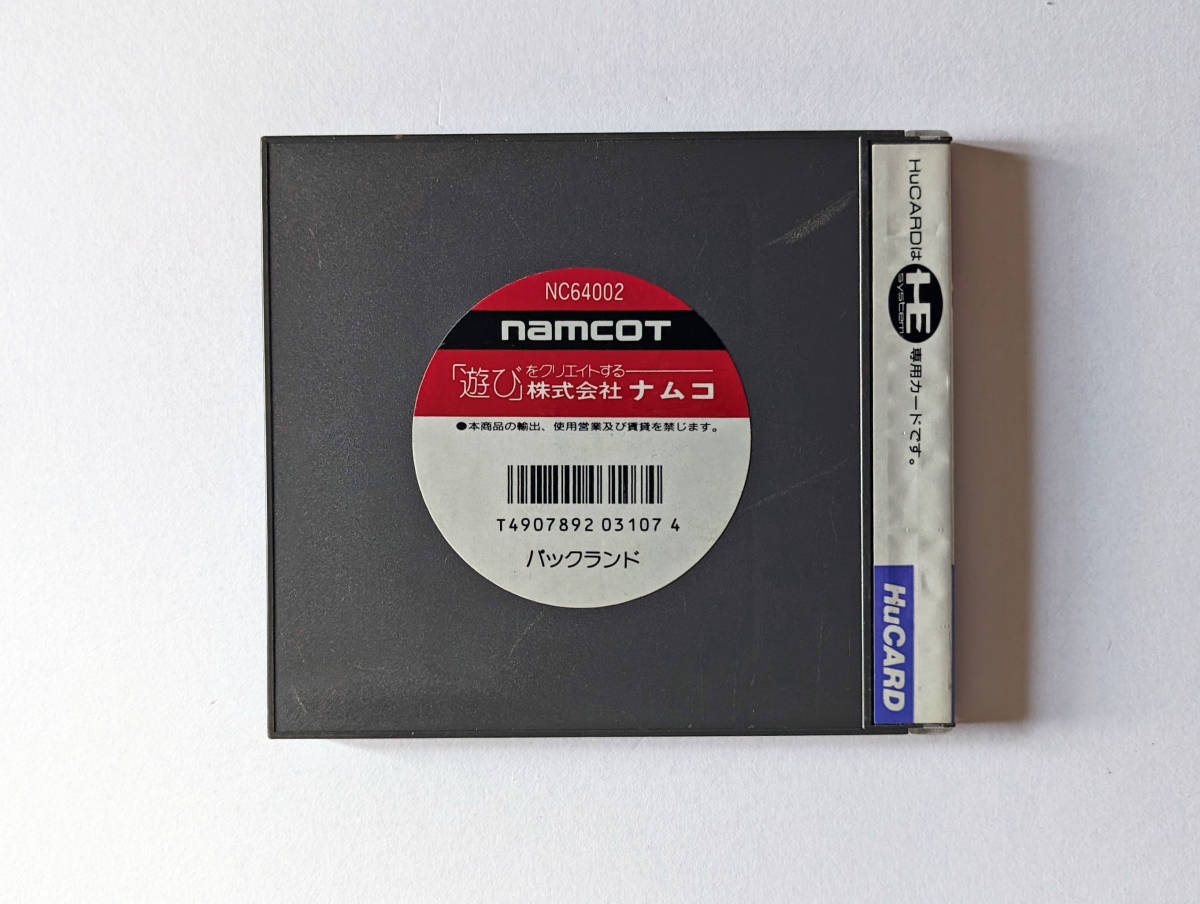 NC64002
namcoT
「遊び」をクリエイトする
株式会社ナムコ
●本商品の輸出、使用営業及び賃貸を禁じます。
T4907892 03107 4
パックランド
HuCARDは HE system 専用カードです。
HuCARD